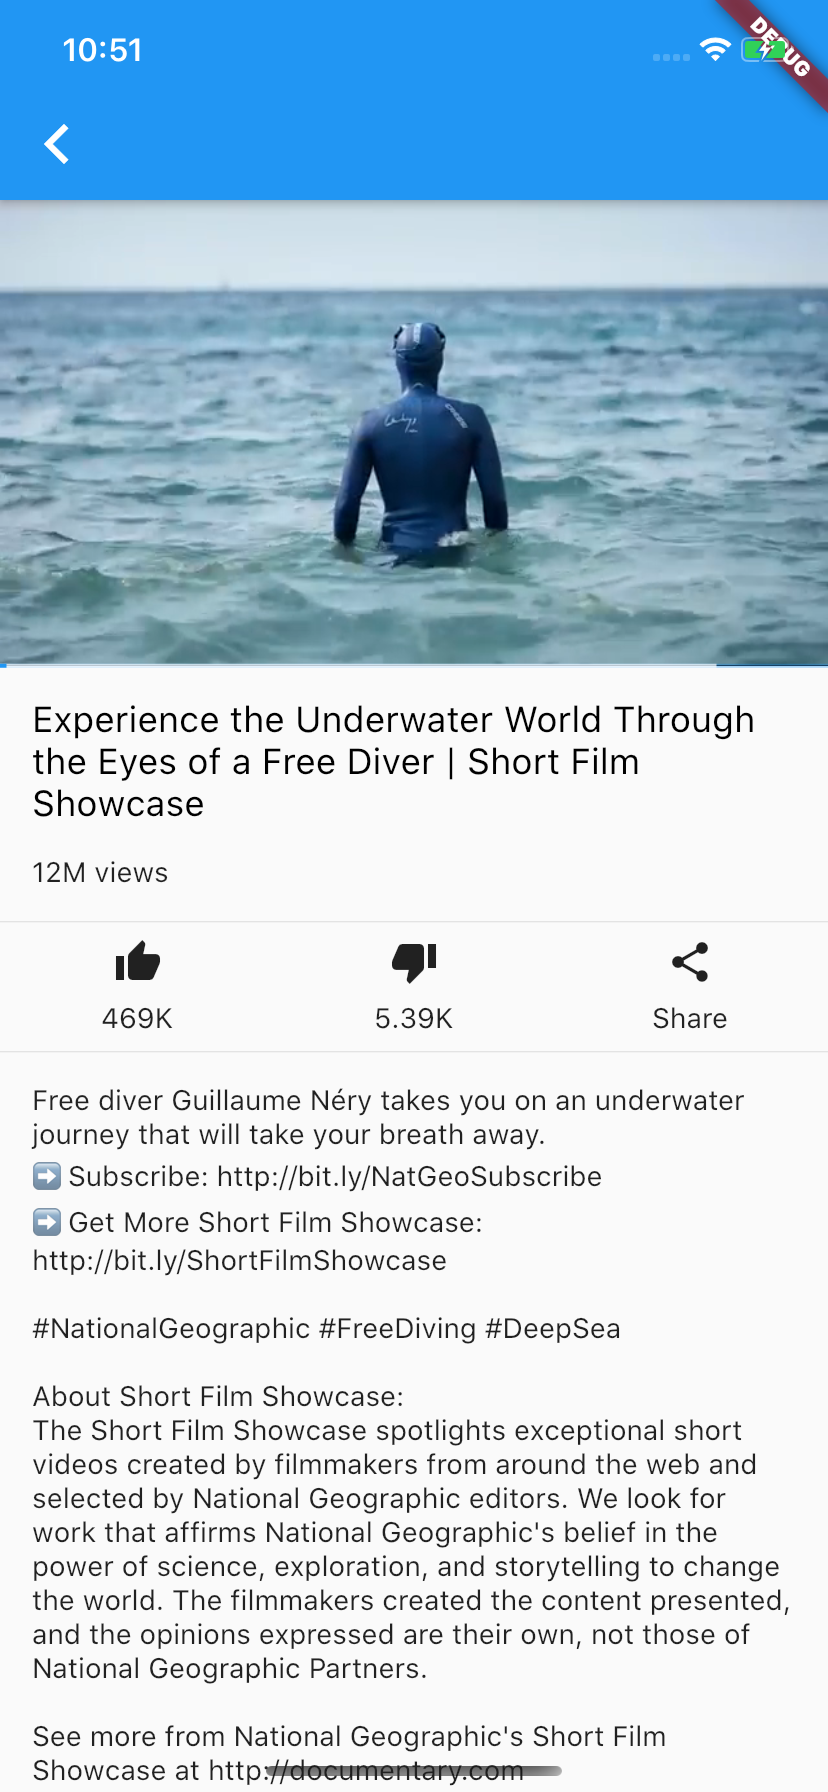 10:51
DEBUG
CRESSI
Experience the Underwater World Through
the Eyes of a Free Diver | Short Film
Showcase
12M views
469K
5.39K
Share
Free diver Guillaume Néry takes you on an underwater
journey that will take your breath away.
➡️ Subscribe: http://bit.ly/NatGeoSubscribe
➡️ Get More Short Film Showcase:
http://bit.ly/ShortFilmShowcase
#NationalGeographic #FreeDiving #DeepSea
About Short Film Showcase:
The Short Film Showcase spotlights exceptional short
videos created by filmmakers from around the web and
selected by National Geographic editors. We look for
work that affirms National Geographic's belief in the
power of science, exploration, and storytelling to change
the world. The filmmakers created the content presented,
and the opinions expressed are their own, not those of
National Geographic Partners.
See more from National Geographic's Short Film
Showcase at http://documentary.com